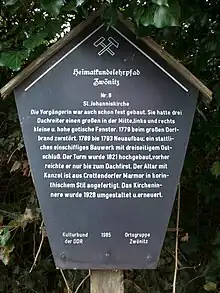 Heimatkundelehrpfad
Zwönitz
Nr. 8
St. Johanniskirche
Die Vorgängerin war auch schon fest gebaut. Sie hatte drei
Dachreiter einen großen in der Mitte, links und rechts
kleine u. hohe gotische Fenster. 1779 beim großen Dorf-
brand zerstört. 1789 bis 1793 Neuaufbau; ein stattli-
ches einschiffiges Bauwerk mit dreiseitigem Ost-
schluß. Der Turm wurde 1821 hochgebaut, vorher
reichte er nur bis zum Dachfirst. Der Altar mit
Kanzel ist aus Crottendorfer Marmor in korin-
thischem Stil angefertigt. Das Kirchenin-
nere wurde 1928 umgestaltet u. erneuert.
Kulturbund 1985 Ortsgruppe
der DDR Zwönitz